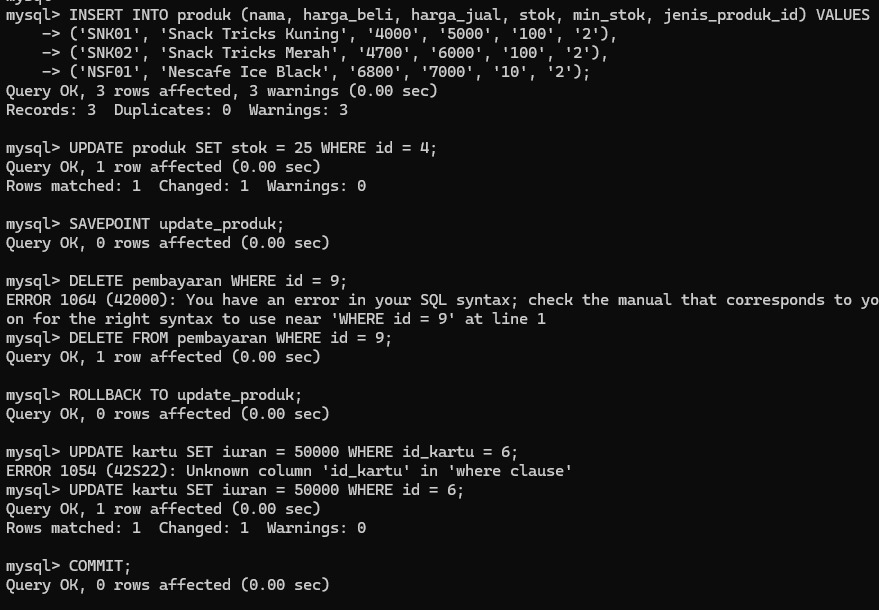 mysql> INSERT INTO produk (nama, harga_beli, harga_jual, stok, min_stok, jenis_produk_id) VALUES
    -> ('SNK01', 'Snack Tricks Kuning', '4000', '5000', '100', '2'),
    -> ('SNK02', 'Snack Tricks Merah', '4700', '6000', '100', '2'),
    -> ('NSF01', 'Nescafe Ice Black', '6800', '7000', '10', '2');
Query OK, 3 rows affected, 3 warnings (0.00 sec)
Records: 3  Duplicates: 0  Warnings: 3
mysql> UPDATE produk SET stok = 25 WHERE id = 4;
Query OK, 1 row affected (0.00 sec)
Rows matched: 1  Changed: 1  Warnings: 0
mysql> SAVEPOINT update_produk;
Query OK, 0 rows affected (0.00 sec)
mysql> DELETE pembayaran WHERE id = 9;
ERROR 1064 (42000): You have an error in your SQL syntax; check the manual that corresponds to yo
on for the right syntax to use near 'WHERE id = 9' at line 1
mysql> DELETE FROM pembayaran WHERE id = 9;
Query OK, 1 row affected (0.00 sec)
mysql> ROLLBACK TO update_produk;
Query OK, 0 rows affected (0.00 sec)
mysql> UPDATE kartu SET iuran = 50000 WHERE id_kartu = 6;
ERROR 1054 (42S22): Unknown column 'id_kartu' in 'where clause'
mysql> UPDATE kartu SET iuran = 50000 WHERE id = 6;
Query OK, 1 row affected (0.00 sec)
Rows matched: 1  Changed: 1  Warnings: 0
mysql> COMMIT;
Query OK, 0 rows affected (0.00 sec)